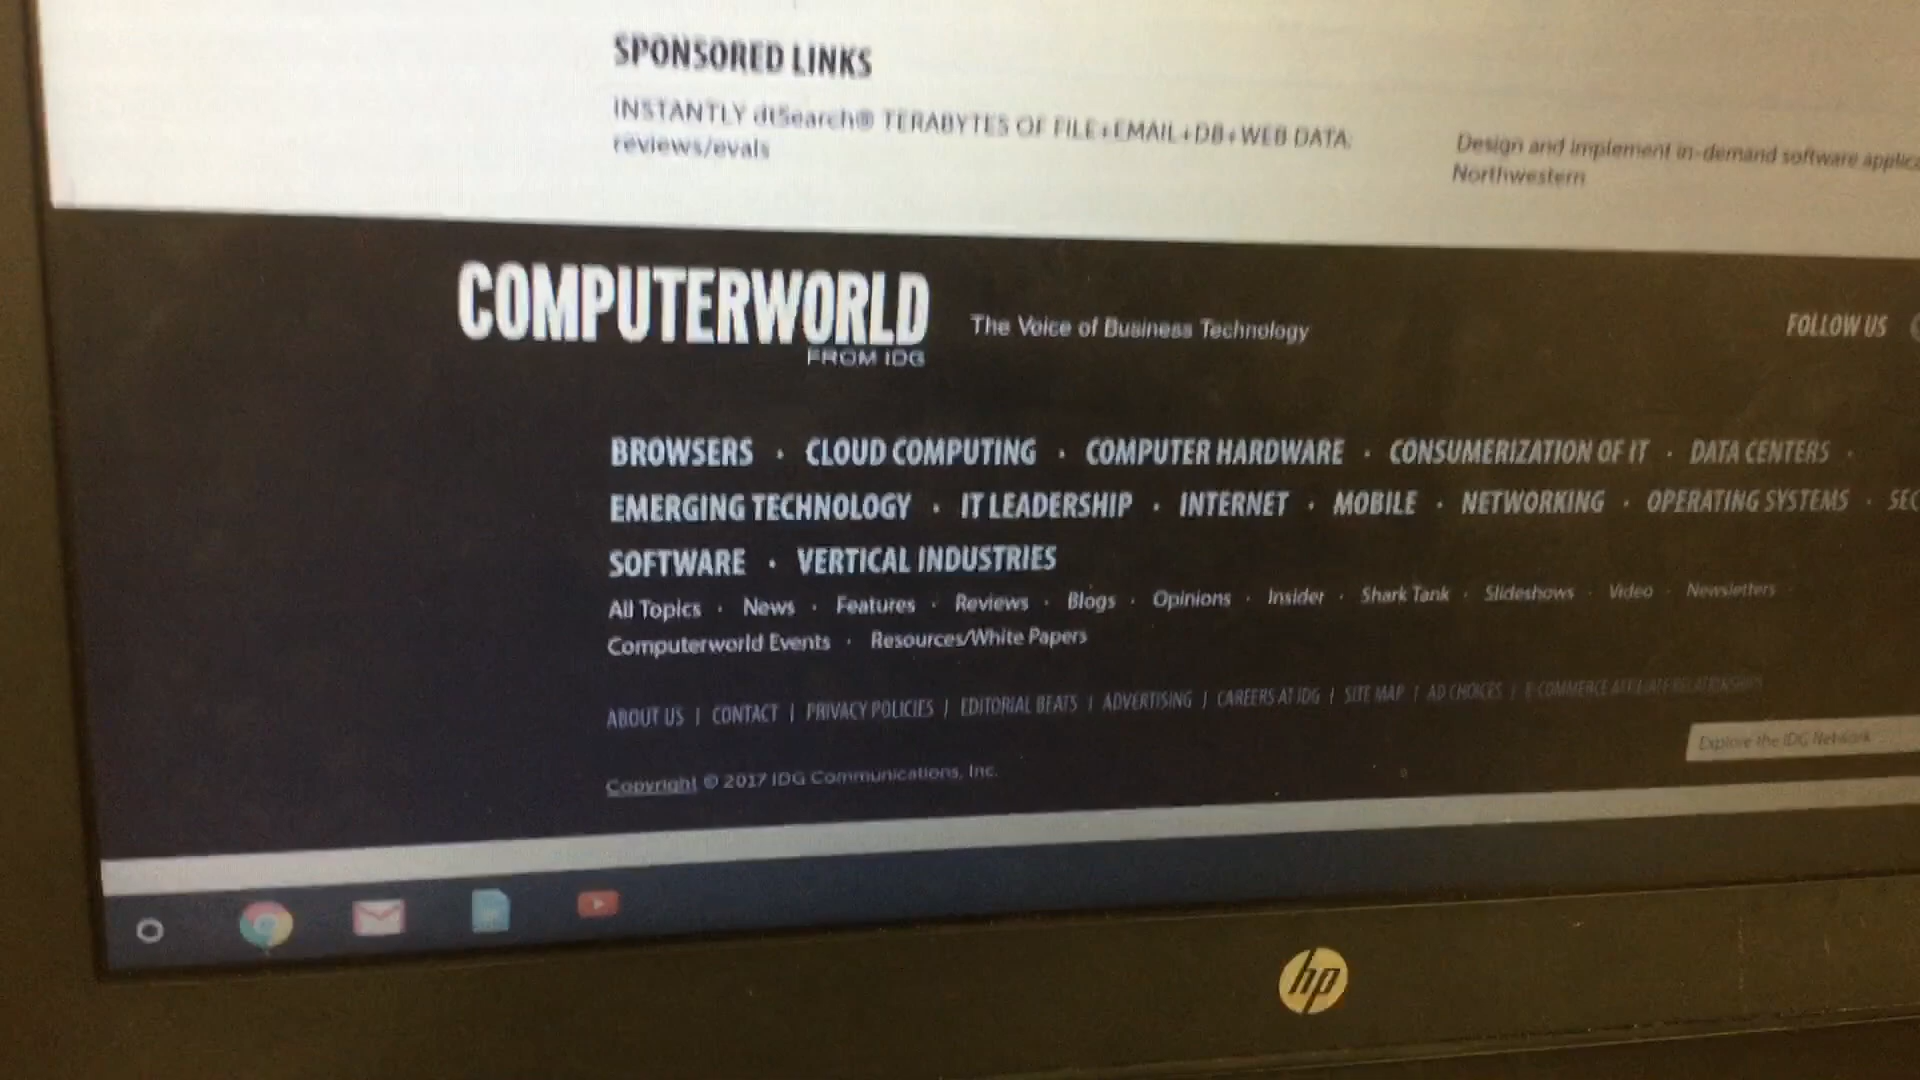 SPONSORED LINKS
INSTANTLY dtSearch® TERABYTES OF FILE+EMAIL+DB+WEB DATA;
reviews/evals
Design and implement in-demand software applica
Northwestern
COMPUTERWORLD
FROM IDG
The Voice of Business Technology
FOLLOW US
BROWSERS · CLOUD COMPUTING · COMPUTER HARDWARE · CONSUMERIZATION OF IT · DATA CENTERS ·
EMERGING TECHNOLOGY · IT LEADERSHIP · INTERNET · MOBILE · NETWORKING · OPERATING SYSTEMS · SEC
SOFTWARE · VERTICAL INDUSTRIES
All Topics · News · Features · Reviews · Blogs · Opinions · Insider · Shark Tank · Slideshows · Video · Newsletters ·
Computerworld Events · Resources/White Papers
ABOUT US | CONTACT | PRIVACY POLICIES | EDITORIAL BEATS | ADVERTISING | CAREERS AT IDG | SITE MAP | AD CHOICES | E-COMMERCE AFFILIATE RELATIONSHIPS
Explore the IDG Network
Copyright © 2017 IDG Communications, Inc.
hp